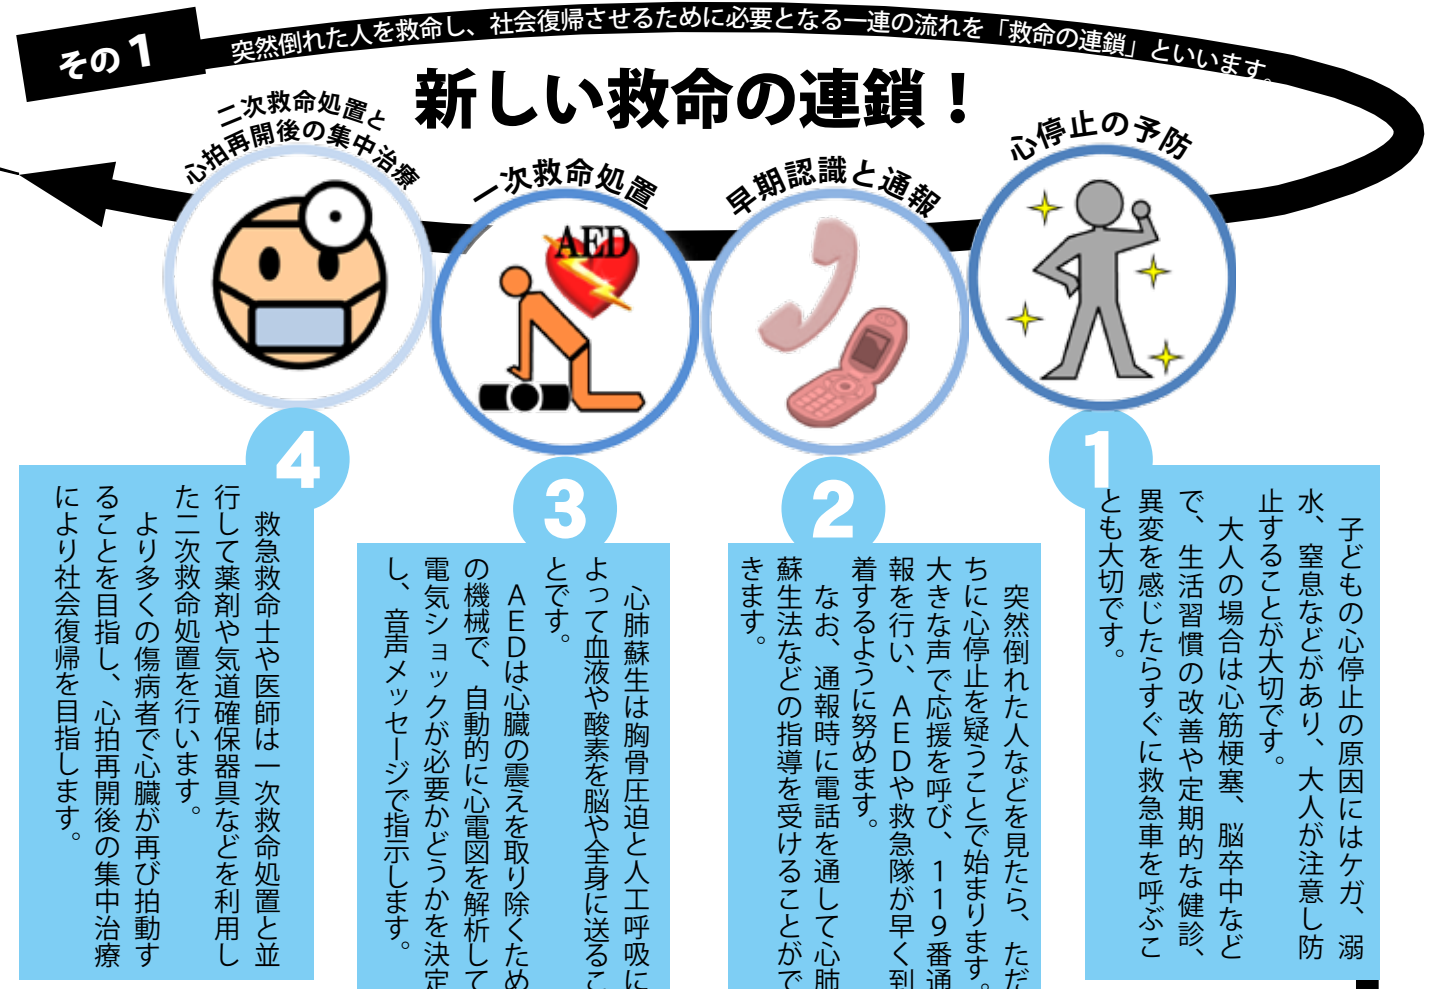 その1
突然倒れた人を救命し、社会復帰させるために必要となる一連の流れを「救命の連鎖」といいます。
新しい救命の連鎖！
心停止の予防
1
子どもの心停止の原因にはケガ、溺
水、窒息などがあり、大人が注意し防
止することが大切です。
大人の場合は心筋梗塞、脳卒中など
で、生活習慣の改善や定期的な健診、
異変を感じたらすぐに救急車を呼ぶこ
とも大切です。
早期認識と通報
2
突然倒れた人などを見たら、ただ
ちに心停止を疑うことで始まります。
大きな声で応援を呼び、119番通
報を行い、AEDや救急隊が早く到
着するように努めます。
なお、通報時に電話を通して心肺
蘇生法などの指導を受けることがで
きます。
一次救命処置
AED
3
心肺蘇生は胸骨圧迫と人工呼吸に
よって血液や酸素を脳や全身に送るこ
とです。
AEDは心臓の震えを取り除くため
の機械で、自動的に心電図を解析して
電気ショックが必要かどうかを決定
し、音声メッセージで指示します。
二次救命処置と
心拍再開後の集中治療
4
救急救命士や医師は一次救命処置と並
行して薬剤や気道確保器具などを利用し
た二次救命処置を行います。
より多くの傷病者で心臓が再び拍動す
ることを目指し、心拍再開後の集中治療
により社会復帰を目指します。